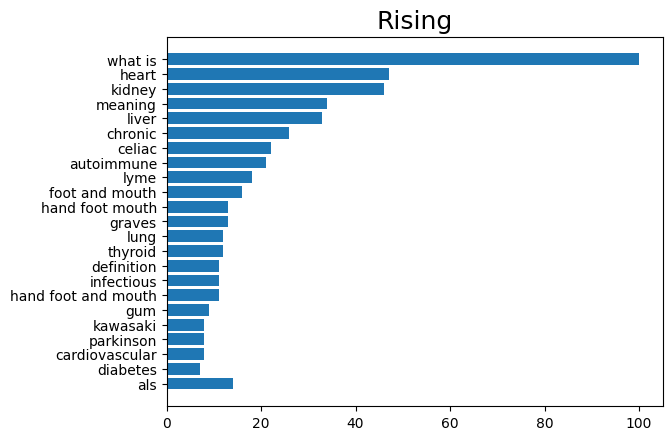 Rising
what is
heart
kidney
meaning
liver
chronic
celiac
autoimmune
lyme
foot and mouth
hand foot mouth
graves
lung
thyroid
definition
infectious
hand foot and mouth
gum
kawasaki
parkinson
cardiovascular
diabetes
als
0 20 40 60 80 100